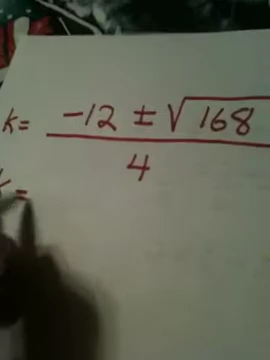 k = -12 ± √168
4
k =